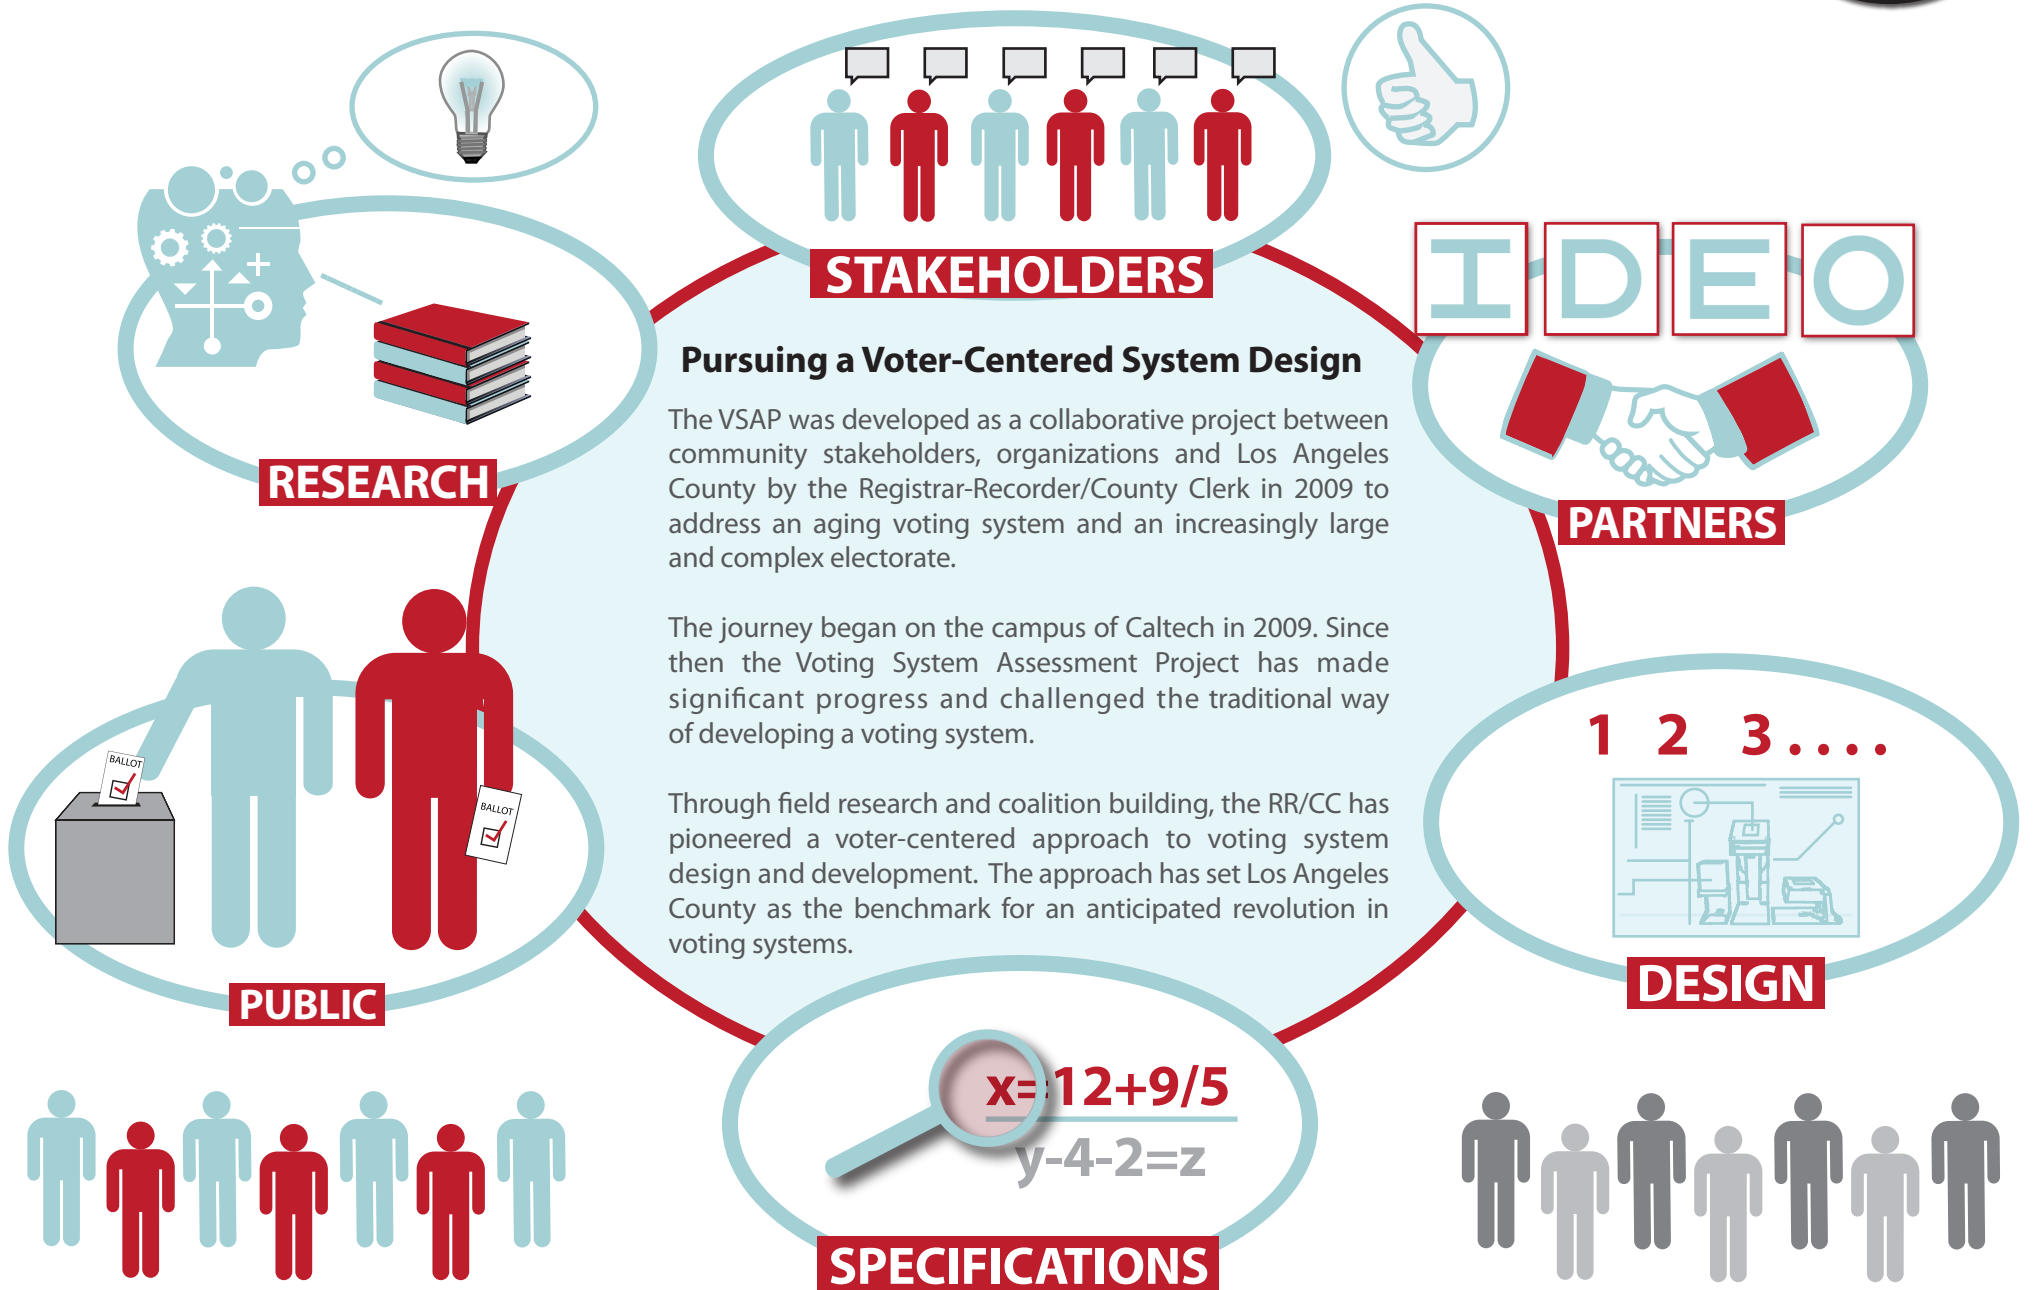 STAKEHOLDERS
IDEO
RESEARCH
PARTNERS
Pursuing a Voter-Centered System Design
The VSAP was developed as a collaborative project between
community stakeholders, organizations and Los Angeles
County by the Registrar-Recorder/County Clerk in 2009 to
address an aging voting system and an increasingly large
and complex electorate.
The journey began on the campus of Caltech in 2009. Since
then the Voting System Assessment Project has made
significant progress and challenged the traditional way
of developing a voting system.
Through field research and coalition building, the RR/CC has
pioneered a voter-centered approach to voting system
design and development. The approach has set Los Angeles
County as the benchmark for an anticipated revolution in
voting systems.
BALLOT
BALLOT
PUBLIC
1 2 3....
DESIGN
x=12+9/5
y-4-2=z
SPECIFICATIONS